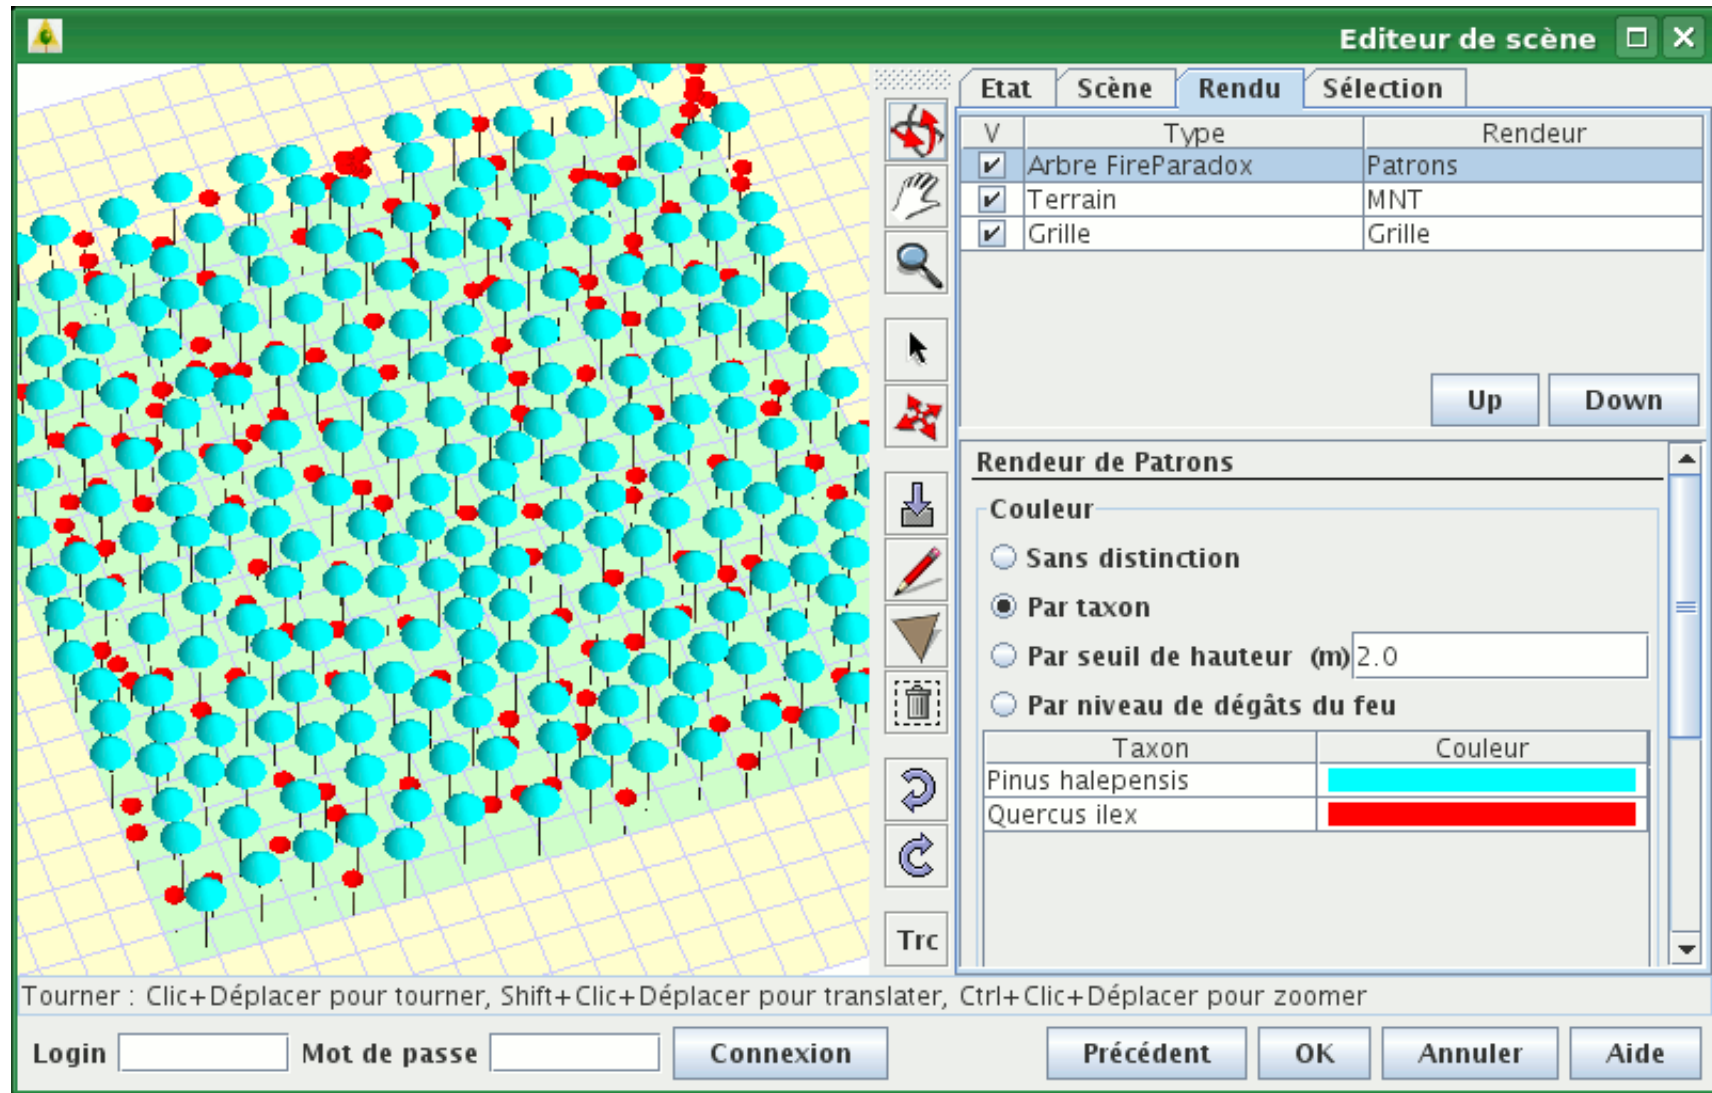 Editeur de scène
Etat Scène Rendu Sélection
V Type Rendeur
Arbre FireParadox Patrons
Terrain MNT
Grille Grille
Up Down
Rendeur de Patrons
Couleur
Sans distinction
Par taxon
Par seuil de hauteur (m) 2.0
Par niveau de dégâts du feu
Taxon Couleur
Pinus halepensis
Quercus ilex
Trc
Tourner : Clic+Déplacer pour tourner, Shift+Clic+Déplacer pour translater, Ctrl+Clic+Déplacer pour zoomer
Login Mot de passe Connexion Précédent OK Annuler Aide